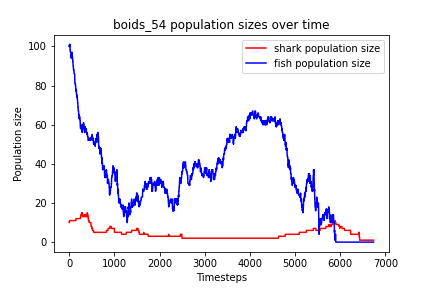 boids_54 population sizes over time
100
80
60
40
20
0
Population size
shark population size
fish population size
0 1000 2000 3000 4000 5000 6000 7000
Timesteps